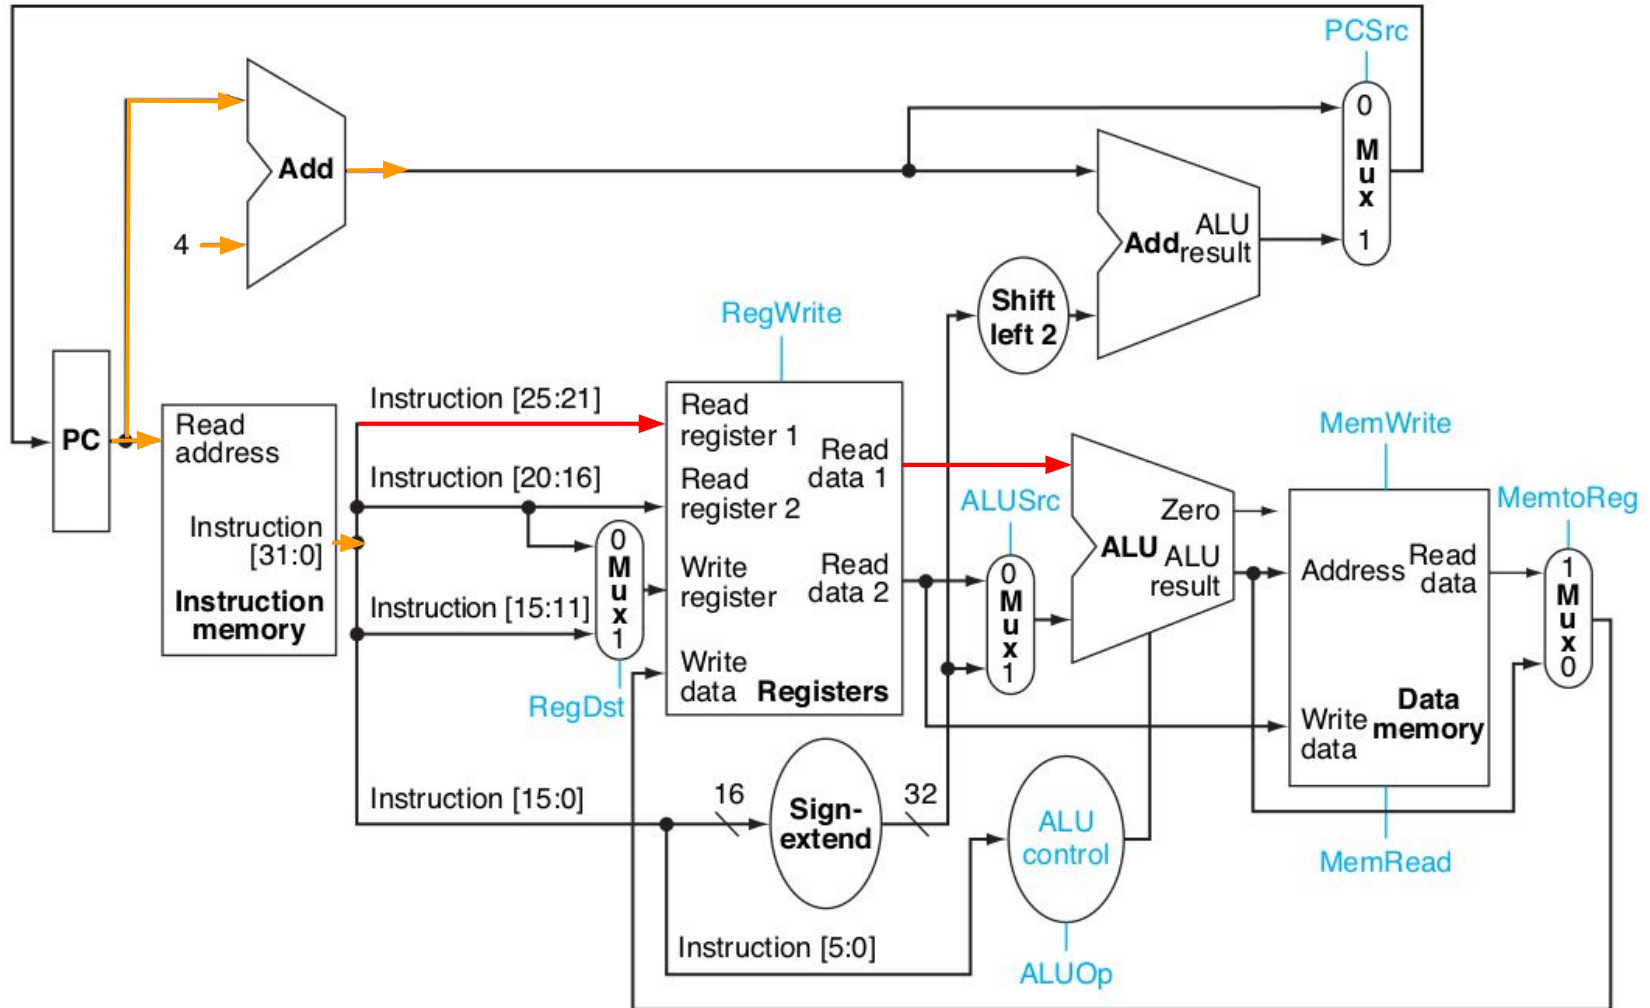 PCSrc
0
M
u
x
1
Add
4
Add
ALU
result
Shift
left 2
RegWrite
PC
Read
address
Instruction
[31:0]
Instruction
memory
Instruction [25:21]
Instruction [20:16]
Instruction [15:11]
Instruction [15:0]
Instruction [5:0]
0
M
u
x
1
RegDst
Read
register 1
Read
register 2
Write
register
Write
data
Read
data 1
Read
data 2
Registers
16
Sign-
extend
32
ALUSrc
0
M
u
x
1
Zero
ALU
ALU
result
ALU
control
ALUOp
MemWrite
Address
Read
data
Write
data
Data
memory
MemRead
MemtoReg
1
M
u
x
0